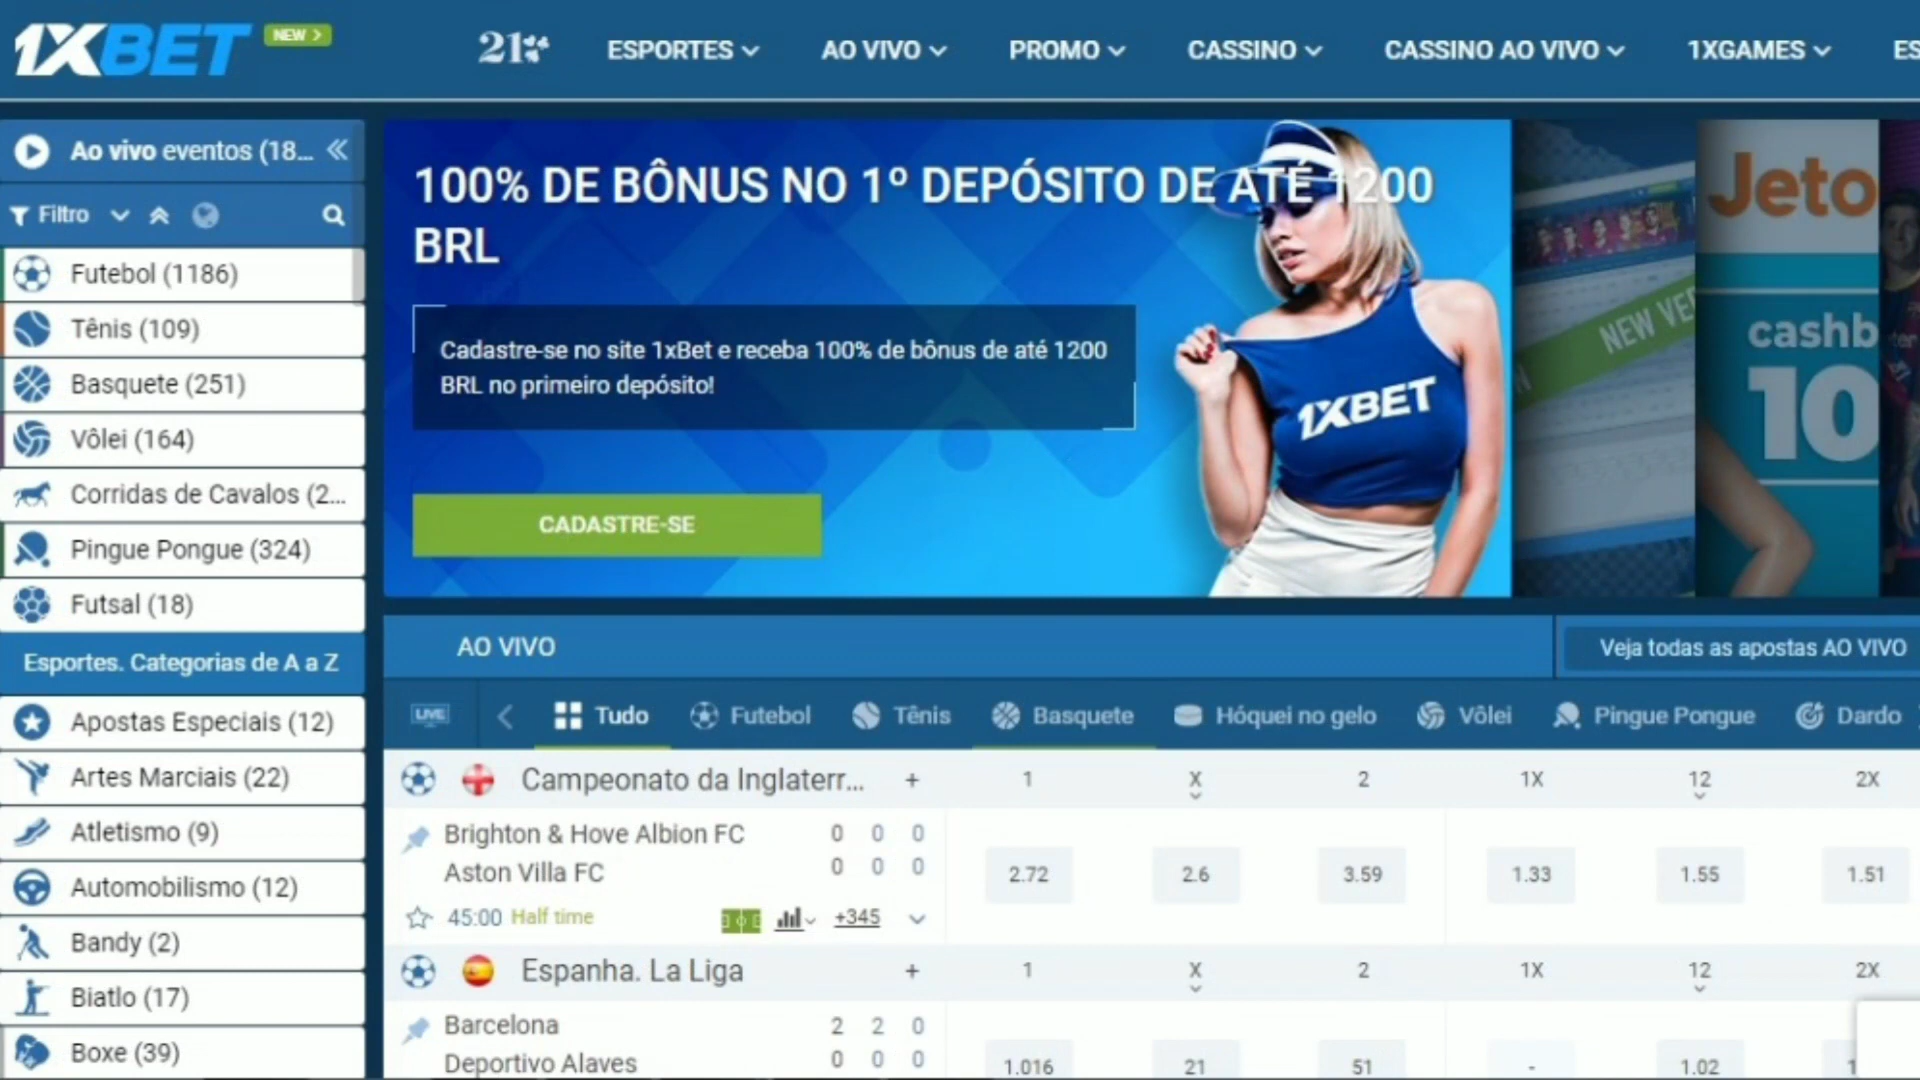 1XBET NEW >
21 ESPORTES AO VIVO PROMO CASSINO CASSINO AO VIVO 1XGAMES ES
Ao vivo eventos (18...
Filtro
Futebol (1186)
Tênis (109)
Basquete (251)
Vôlei (164)
Corridas de Cavalos (2...
Pingue Pongue (324)
Futsal (18)
Esportes. Categorias de A a Z
Apostas Especiais (12)
Artes Marciais (22)
Atletismo (9)
Automobilismo (12)
Bandy (2)
Biatlo (17)
Boxe (39)
100% DE BÔNUS NO 1º DEPÓSITO DE ATÉ 1200
BRL
Cadastre-se no site 1xBet e receba 100% de bônus de até 1200
BRL no primeiro depósito!
CADASTRE-SE
1XBET
NEW VE
Jeto
cashb
10
AO VIVO
Veja todas as apostas AO VIVO
LIVE Tudo Futebol Tênis Basquete Hóquei no gelo Vôlei Pingue Pongue Dardo
Campeonato da Inglaterr... + 1 X 2 1X 12 2X
Brighton & Hove Albion FC 0 0 0
Aston Villa FC 0 0 0
2.72 2.6 3.59 1.33 1.55 1.51
45:00 Half time +345
Espanha. La Liga + 1 X 2 1X 12 2X
Barcelona 2 2 0
Deportivo Alaves 0 0 0
1.016 21 51 - 1.02